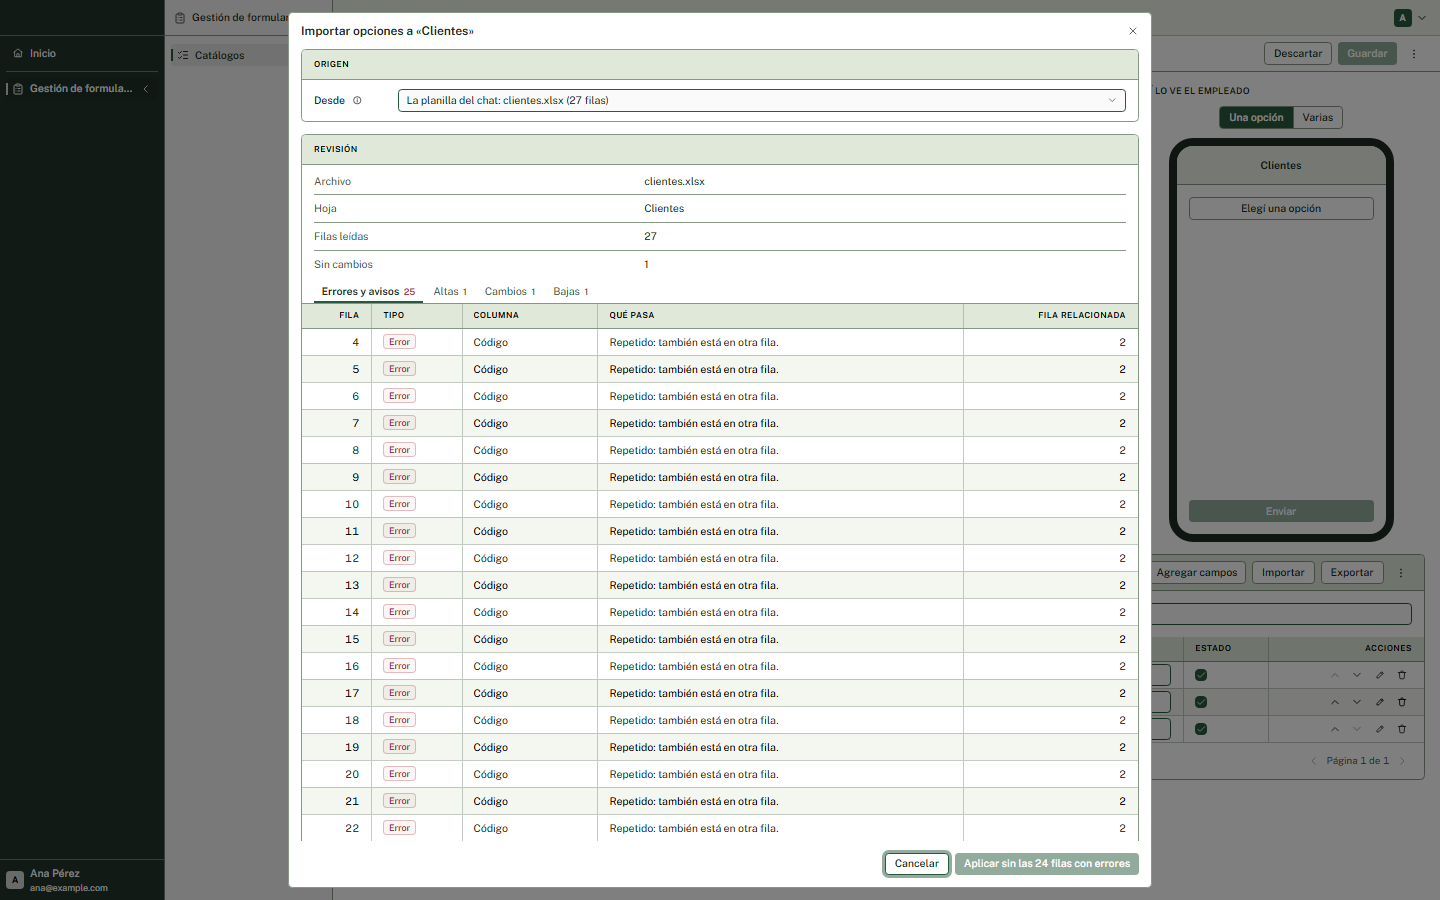 Inicio
Gestión de formula...
Ana Pérez
ana@example.com
A
Gestión de formular
Catálogos
Importar opciones a «Clientes»
ORIGEN
Desde
La planilla del chat: clientes.xlsx (27 filas)
REVISIÓN
Archivo clientes.xlsx
Hoja Clientes
Filas leídas 27
Sin cambios 1
Errores y avisos 25 Altas 1 Cambios 1 Bajas 1
FILA TIPO COLUMNA QUÉ PASA FILA RELACIONADA
4 Error Código Repetido: también está en otra fila. 2
5 Error Código Repetido: también está en otra fila. 2
6 Error Código Repetido: también está en otra fila. 2
7 Error Código Repetido: también está en otra fila. 2
8 Error Código Repetido: también está en otra fila. 2
9 Error Código Repetido: también está en otra fila. 2
10 Error Código Repetido: también está en otra fila. 2
11 Error Código Repetido: también está en otra fila. 2
12 Error Código Repetido: también está en otra fila. 2
13 Error Código Repetido: también está en otra fila. 2
14 Error Código Repetido: también está en otra fila. 2
15 Error Código Repetido: también está en otra fila. 2
16 Error Código Repetido: también está en otra fila. 2
17 Error Código Repetido: también está en otra fila. 2
18 Error Código Repetido: también está en otra fila. 2
19 Error Código Repetido: también está en otra fila. 2
20 Error Código Repetido: también está en otra fila. 2
21 Error Código Repetido: también está en otra fila. 2
22 Error Código Repetido: también está en otra fila. 2
Cancelar
Aplicar sin las 24 filas con errores
A
Descartar
Guardar
LO VE EL EMPLEADO
Una opción Varias
Clientes
Elegí una opción
Enviar
Agregar campos Importar Exportar
ESTADO ACCIONES
Página 1 de 1